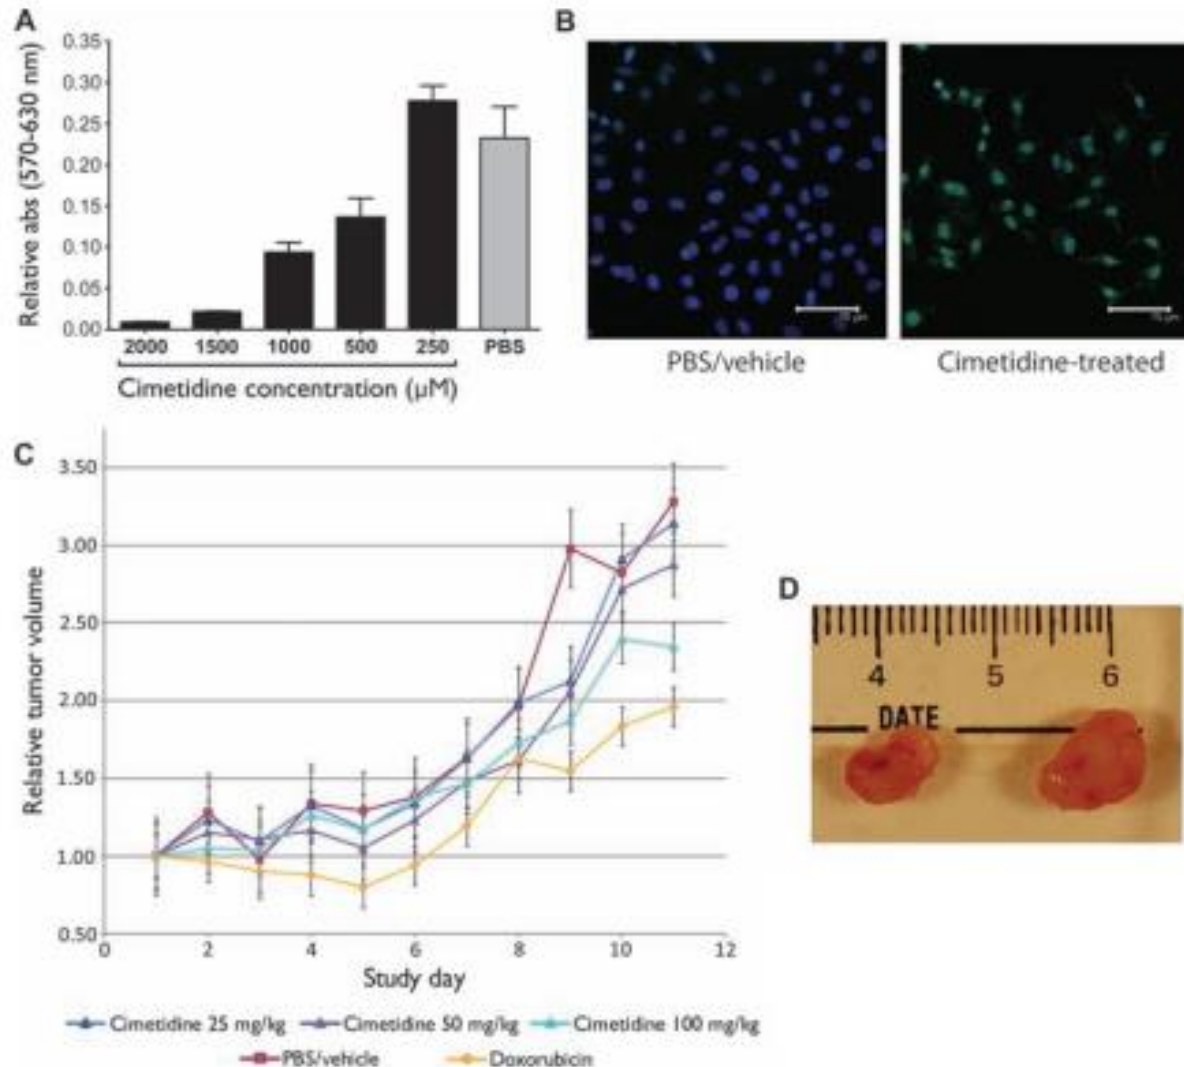 A
Relative abs (570-630 nm)
0.35
0.30
0.25
0.20
0.15
0.10
0.05
0.00
2000 1500 1000 500 250 PBS
Cimetidine concentration (µM)
B
PBS/vehicle
Cimetidine-treated
C
Relative tumor volume
3.50
3.00
2.50
2.00
1.50
1.00
0.50
0 2 4 6 8 10 12
Study day
Cimetidine 25 mg/kg Cimetidine 50 mg/kg Cimetidine 100 mg/kg
PBS/vehicle Doxorubicin
D
4 5 6
DATE